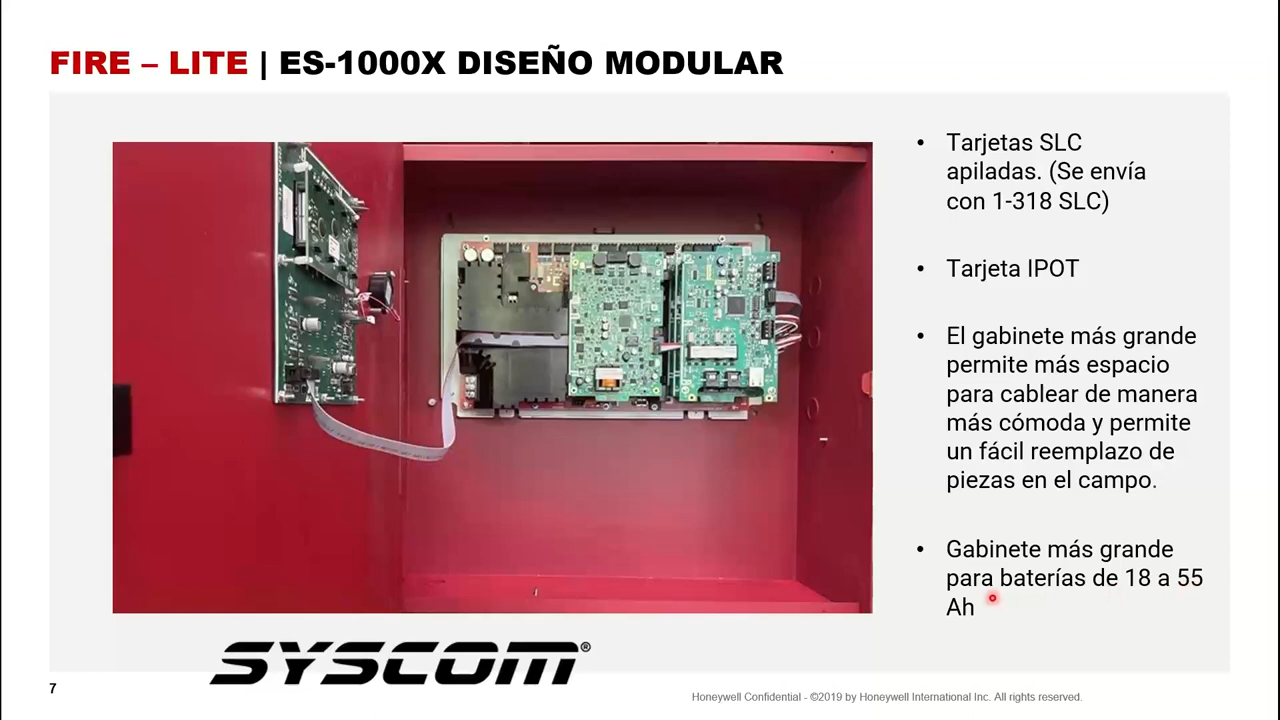 FIRE – LITE | ES-1000X DISEÑO MODULAR
• Tarjetas SLC
apiladas. (Se envía
con 1-318 SLC)
• Tarjeta IPOT
• El gabinete más grande
permite más espacio
para cablear de manera
más cómoda y permite
un fácil reemplazo de
piezas en el campo.
• Gabinete más grande
para baterías de 18 a 55
Ah
SYSCOM®
7
Honeywell Confidential - ©2019 by Honeywell International Inc. All rights reserved.